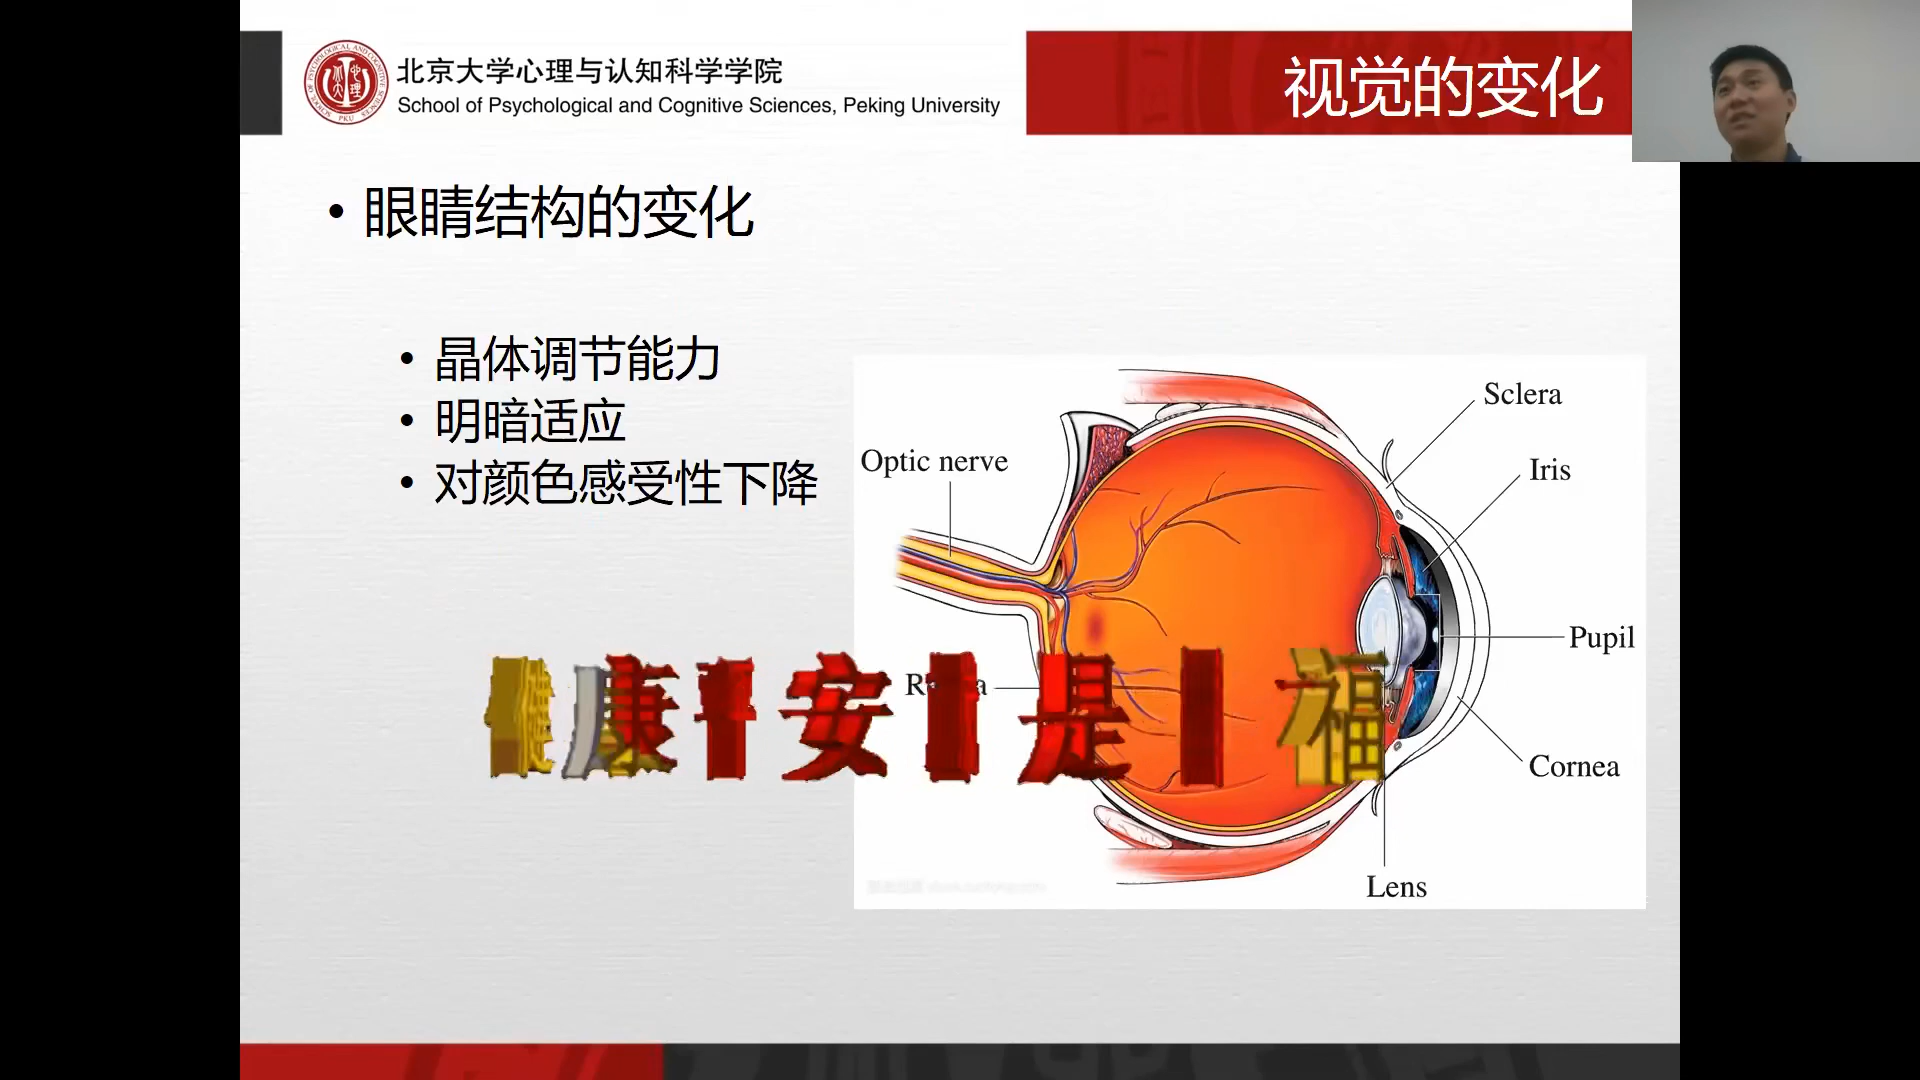 北京大学心理与认知科学学院
School of Psychological and Cognitive Sciences, Peking University
视觉的变化
• 眼睛结构的变化
• 晶体调节能力
• 明暗适应
• 对颜色感受性下降
Sclera
Optic nerve
Iris
Pupil
健康平安是福
Cornea
Lens